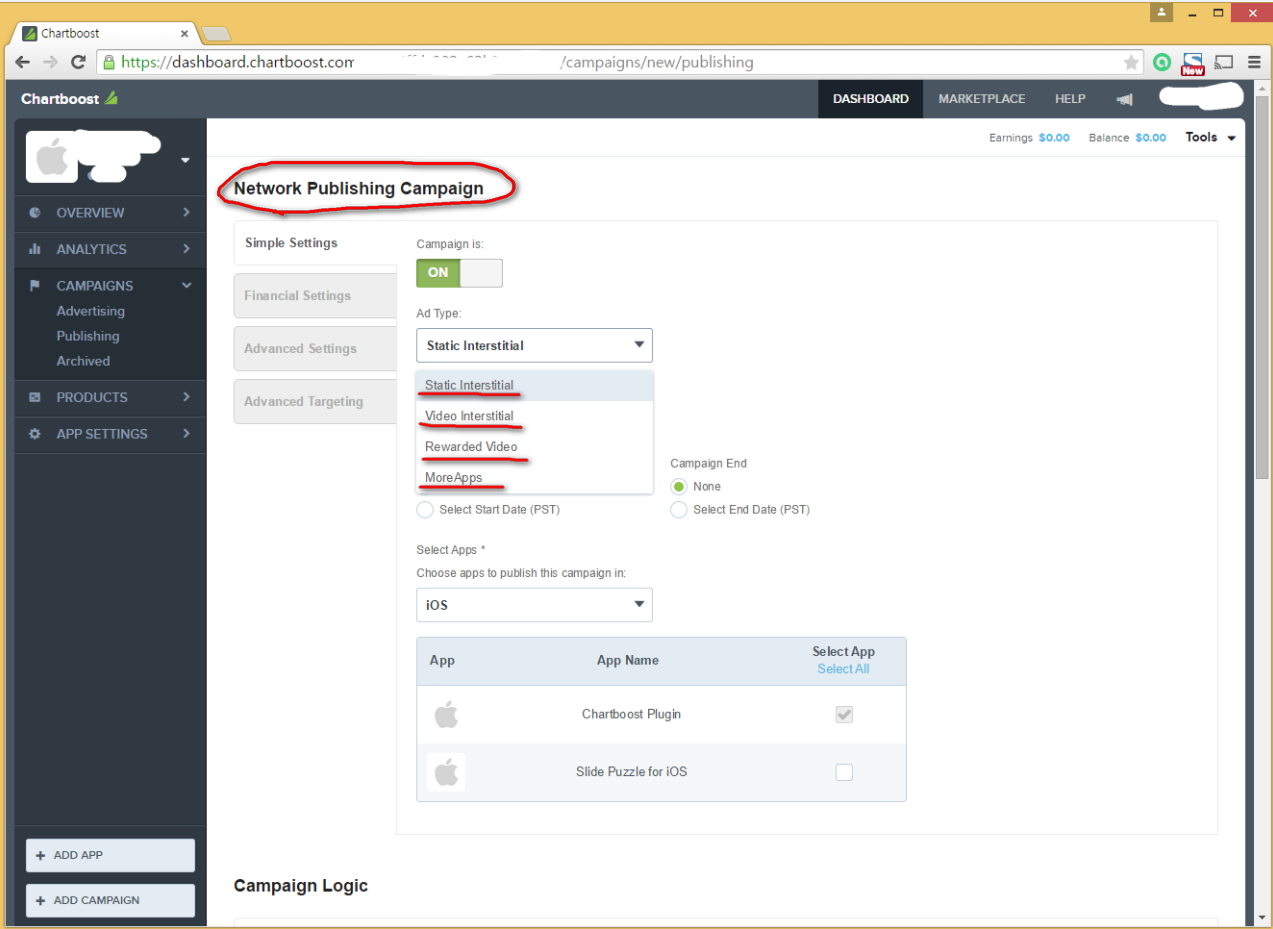 Chartboost
https://dashboard.chartboost.com /campaigns/new/publishing
New
Chartboost
DASHBOARD MARKETPLACE HELP
Earnings $0.00 Balance $0.00 Tools
OVERVIEW
ANALYTICS
CAMPAIGNS
Advertising
Publishing
Archived
PRODUCTS
APP SETTINGS
+ ADD APP
+ ADD CAMPAIGN
Network Publishing Campaign
Simple Settings
Financial Settings
Advanced Settings
Advanced Targeting
Campaign is:
ON
Ad Type:
Static Interstitial
Static Interstitial
Video Interstitial
Rewarded Video
MoreApps
Campaign End
None
Select Start Date (PST)
Select End Date (PST)
Select Apps *
Choose apps to publish this campaign in:
iOS
App App Name Select App
Select All
Chartboost Plugin
Slide Puzzle for iOS
Campaign Logic